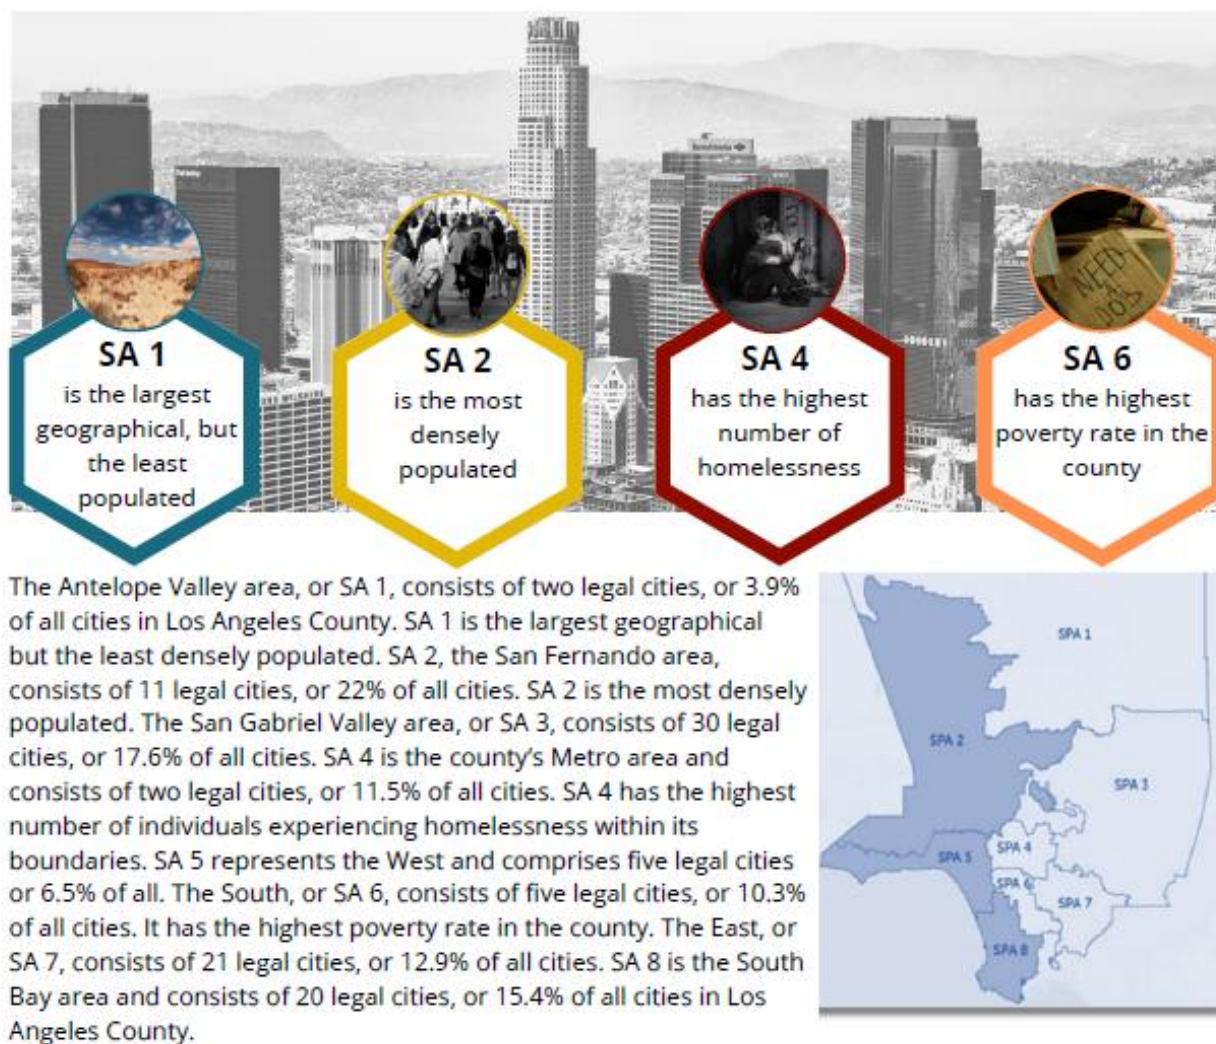 NEED
A
JOB
SA 1
is the largest
geographical, but
the least
populated
SA 2
is the most
densely
populated
SA 4
has the highest
number of
homelessness
SA 6
has the highest
poverty rate in the
county
The Antelope Valley area, or SA 1, consists of two legal cities, or 3.9%
of all cities in Los Angeles County. SA 1 is the largest geographical
but the least densely populated. SA 2, the San Fernando area,
consists of 11 legal cities, or 22% of all cities. SA 2 is the most densely
populated. The San Gabriel Valley area, or SA 3, consists of 30 legal
cities, or 17.6% of all cities. SA 4 is the county's Metro area and
consists of two legal cities, or 11.5% of all cities. SA 4 has the highest
number of individuals experiencing homelessness within its
boundaries. SA 5 represents the West and comprises five legal cities
or 6.5% of all. The South, or SA 6, consists of five legal cities, or 10.3%
of all cities. It has the highest poverty rate in the county. The East, or
SA 7, consists of 21 legal cities, or 12.9% of all cities. SA 8 is the South
Bay area and consists of 20 legal cities, or 15.4% of all cities in Los
Angeles County.
SPA 1
SPA 2
SPA 3
SPA 4
SPA 5
SPA 6
SPA 7
SPA 8